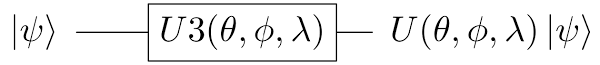 |ψ⟩ U3(θ, ϕ, λ) U(θ, ϕ, λ) |ψ⟩